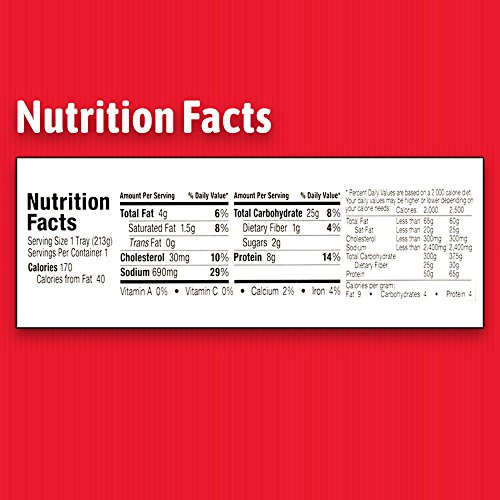 Nutrition Facts
Nutrition
Facts
Serving Size 1 Tray (213g)
Servings Per Container 1
Calories 170
Calories from Fat 40
Amount Per Serving % Daily Value*
Total Fat 4g 6%
Saturated Fat 1.5g 8%
Trans Fat 0g
Cholesterol 30mg 10%
Sodium 690mg 29%
Amount Per Serving % Daily Value*
Total Carbohydrate 25g 8%
Dietary Fiber 1g 4%
Sugars 2g
Protein 8g 14%
Vitamin A 0% • Vitamin C 0% • Calcium 2% • Iron 4%
* Percent Daily Values are based on a 2,000 calorie diet.
Your daily values may be higher or lower depending on
your calorie needs: Calories: 2,000 2,500
Total Fat Less than 65g 80g
Sat Fat Less than 20g 25g
Cholesterol Less than 300mg 300mg
Sodium Less than 2,400mg 2,400mg
Total Carbohydrate 300g 375g
Dietary Fiber 25g 30g
Protein 50g 65g
Calories per gram:
Fat 9 • Carbohydrates 4 • Protein 4